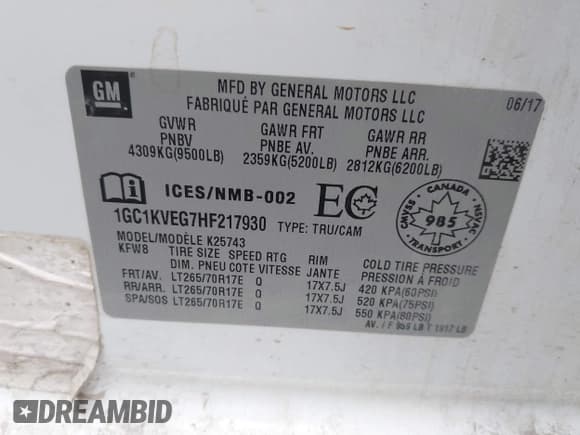 GM
MFD BY GENERAL MOTORS LLC
FABRIQUÉ PAR GENERAL MOTORS LLC
06/17
GVWR GAWR FRT GAWR RR
PNBV PNBE AV. PNBE ARR.
4309KG(9500LB) 2359KG(5200LB) 2812KG(6200LB)
ICES/NMB-002 EC
CANADA
CMVSS 985 NSVAC
TRANSPORT
1GC1KVEG7HF217930 TYPE: TRU/CAM
MODEL/MODÈLE K25743
KFW8 TIRE SIZE SPEED RTG RIM COLD TIRE PRESSURE
DIM. PNEU COTE VITESSE JANTE PRESSION À FROID
FRT/AV. LT265/70R17E Q 17X7.5J 420 KPA(60PSI)
RR/ARR. LT265/70R17E Q 17X7.5J 520 KPA(75PSI)
SPA/SOS LT265/70R17E Q 17X7.5J 550 KPA(80PSI)
DREAMBID